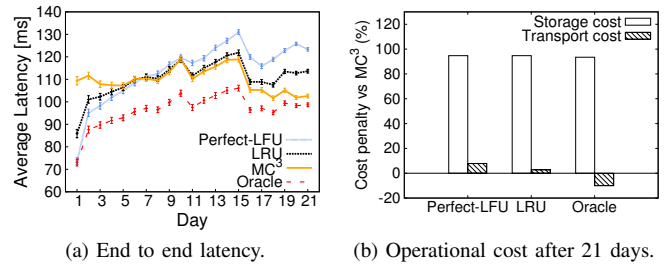 Average Latency [ms]
140
130
120
110
100
90
80
70
60
Perfect-LFU
LRU
MC³
Oracle
1 3 5 7 9 11 13 15 17 19 21
Day
(a) End to end latency.
Cost penalty vs MC³ (%)
120
100
80
60
40
20
0
-20
Storage cost
Transport cost
Perfect-LFU LRU Oracle
(b) Operational cost after 21 days.